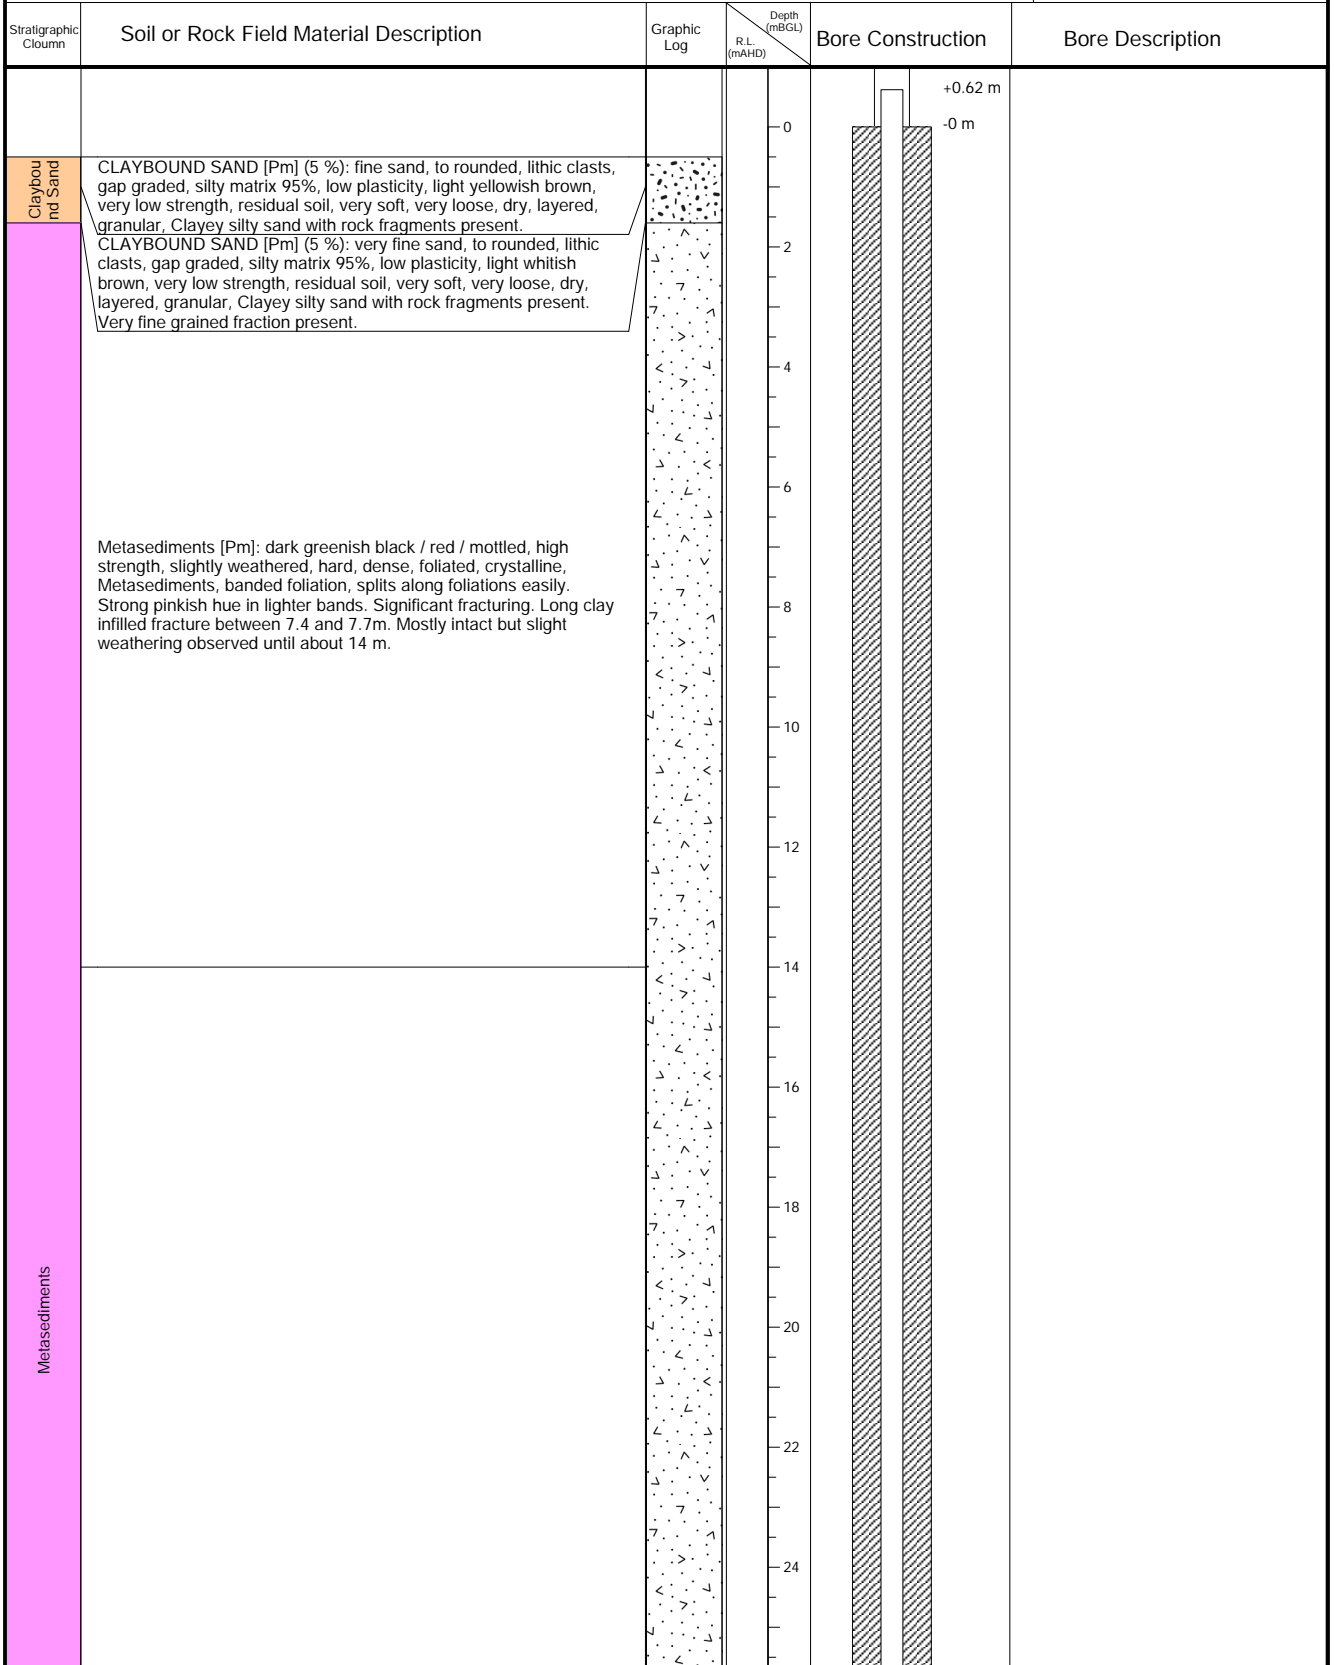 Stratigraphic
Cloumn
Soil or Rock Field Material Description
Graphic
Log
Depth
(mBGL)
R.L.
(mAHD)
Bore Construction
Bore Description
+0.62 m
-0 m
0
Claybou
nd Sand
CLAYBOUND SAND [Pm] (5 %): fine sand, to rounded, lithic clasts,
gap graded, silty matrix 95%, low plasticity, light yellowish brown,
very low strength, residual soil, very soft, very loose, dry, layered,
granular, Clayey silty sand with rock fragments present.
CLAYBOUND SAND [Pm] (5 %): very fine sand, to rounded, lithic
clasts, gap graded, silty matrix 95%, low plasticity, light whitish
brown, very low strength, residual soil, very soft, very loose, dry,
layered, granular, Clayey silty sand with rock fragments present.
Very fine grained fraction present.
2
4
6
Metasediments [Pm]: dark greenish black / red / mottled, high
strength, slightly weathered, hard, dense, foliated, crystalline,
Metasediments, banded foliation, splits along foliations easily.
Strong pinkish hue in lighter bands. Significant fracturing. Long clay
infilled fracture between 7.4 and 7.7m. Mostly intact but slight
weathering observed until about 14 m.
8
10
12
14
16
18
Metasediments
20
22
24